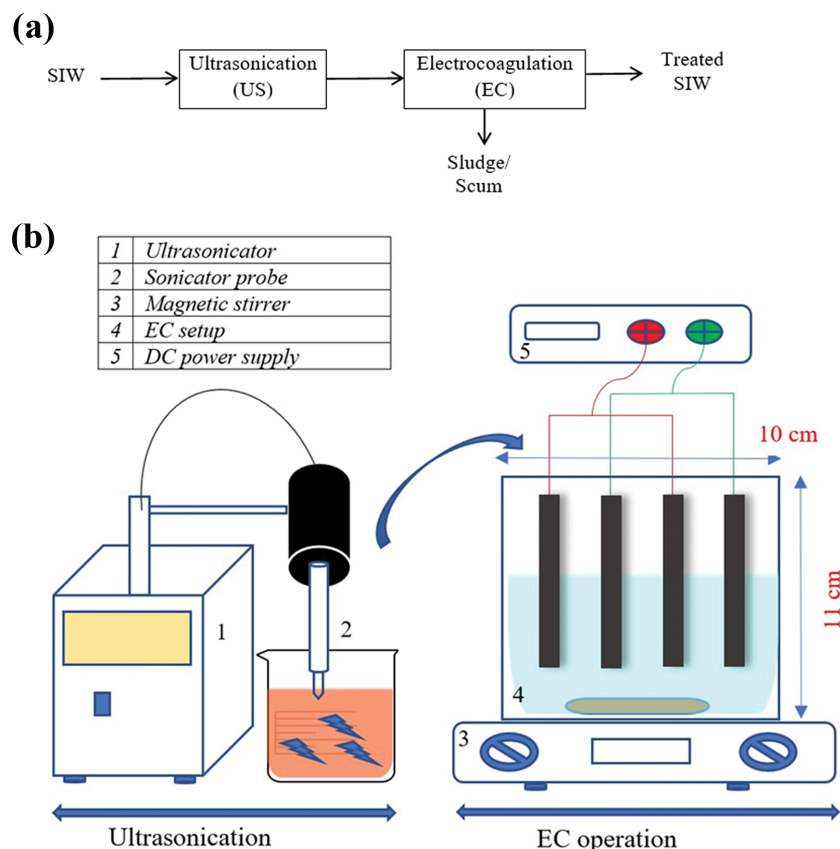 (a)
SIW
Ultrasonication
(US)
Electrocoagulation
(EC)
Treated
SIW
Sludge/
Scum
(b)
1 Ultrasonicator
2 Sonicator probe
3 Magnetic stirrer
4 EC setup
5 DC power supply
5
10 cm
11 cm
1
2
4
3
Ultrasonication
EC operation